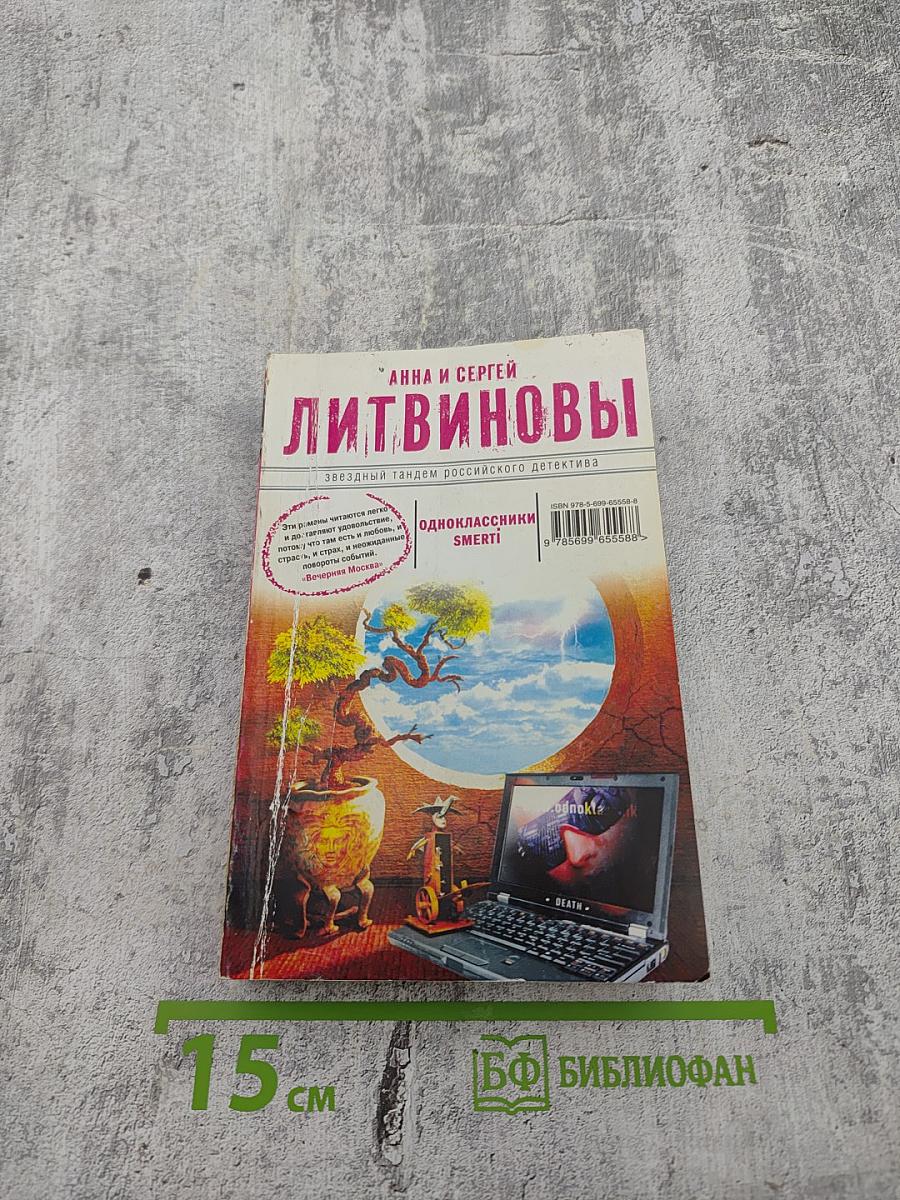 АННА И СЕРГЕЙ
ЛИТВИНОВЫ
звездный тандем российского детектива
Эти романы читаются легко
и доставляют удовольствие,
потому что там есть и любовь, и
страсть, и страх, и неожиданные
повороты событий.
«Вечерняя Москва»
ОДНОКЛАССНИКИ
SMERTi
ISBN 978-5-699-65558-8
9 785699 655588 >
.odnokla
DEATH
15 см
БФ БИБЛИОФАН